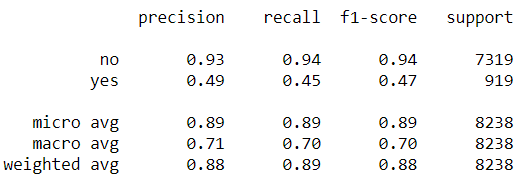 precision recall f1-score support
no 0.93 0.94 0.94 7319
yes 0.49 0.45 0.47 919
micro avg 0.89 0.89 0.89 8238
macro avg 0.71 0.70 0.70 8238
weighted avg 0.88 0.89 0.88 8238